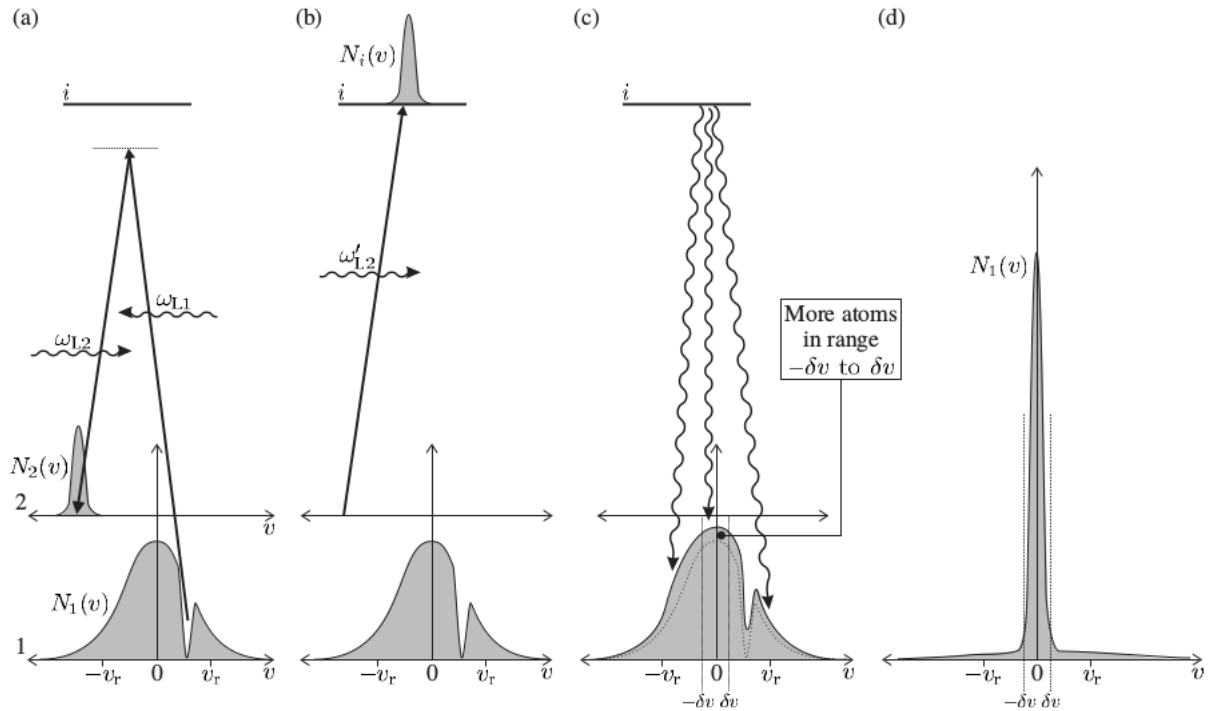 (a)
i
ω_L1
ω_L2
N_2(v)
2
v
N_1(v)
1
−v_r
0
v_r
v
(b)
N_i(v)
i
ω′_L2
−v_r
0
v_r
v
(c)
i
More atoms
in range
−δv to δv
−v_r
0
v_r
v
−δv δv
(d)
N_1(v)
−v_r
0
v_r
v
−δv δv